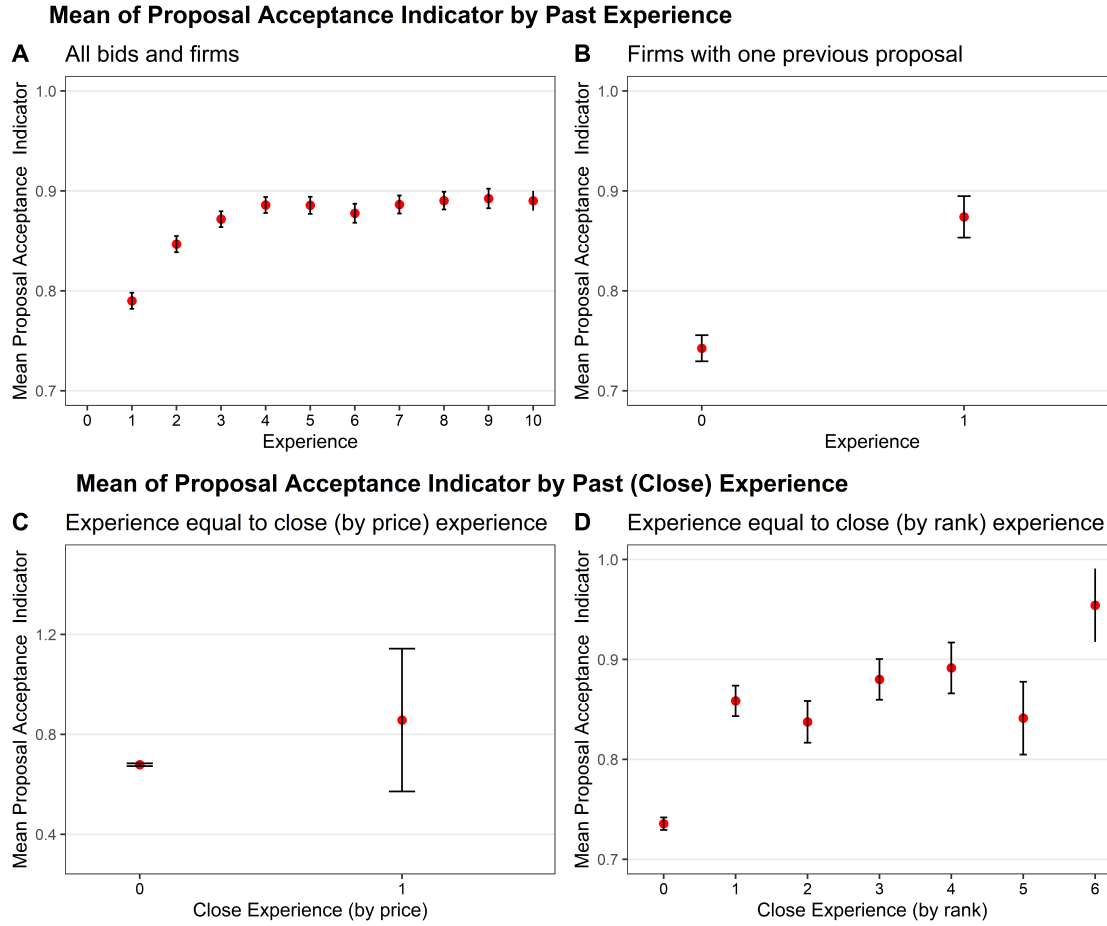 Mean of Proposal Acceptance Indicator by Past Experience
A All bids and firms
Mean Proposal Acceptance Indicator
1.0
0.9
0.8
0.7
0 1 2 3 4 5 6 7 8 9 10
Experience
B Firms with one previous proposal
Mean Proposal Acceptance Indicator
1.0
0.9
0.8
0.7
0 1
Experience
Mean of Proposal Acceptance Indicator by Past (Close) Experience
C Experience equal to close (by price) experience
Mean Proposal Acceptance Indicator
1.2
0.8
0.4
0 1
Close Experience (by price)
D Experience equal to close (by rank) experience
Mean Proposal Acceptance Indicator
1.0
0.9
0.8
0.7
0 1 2 3 4 5 6
Close Experience (by rank)